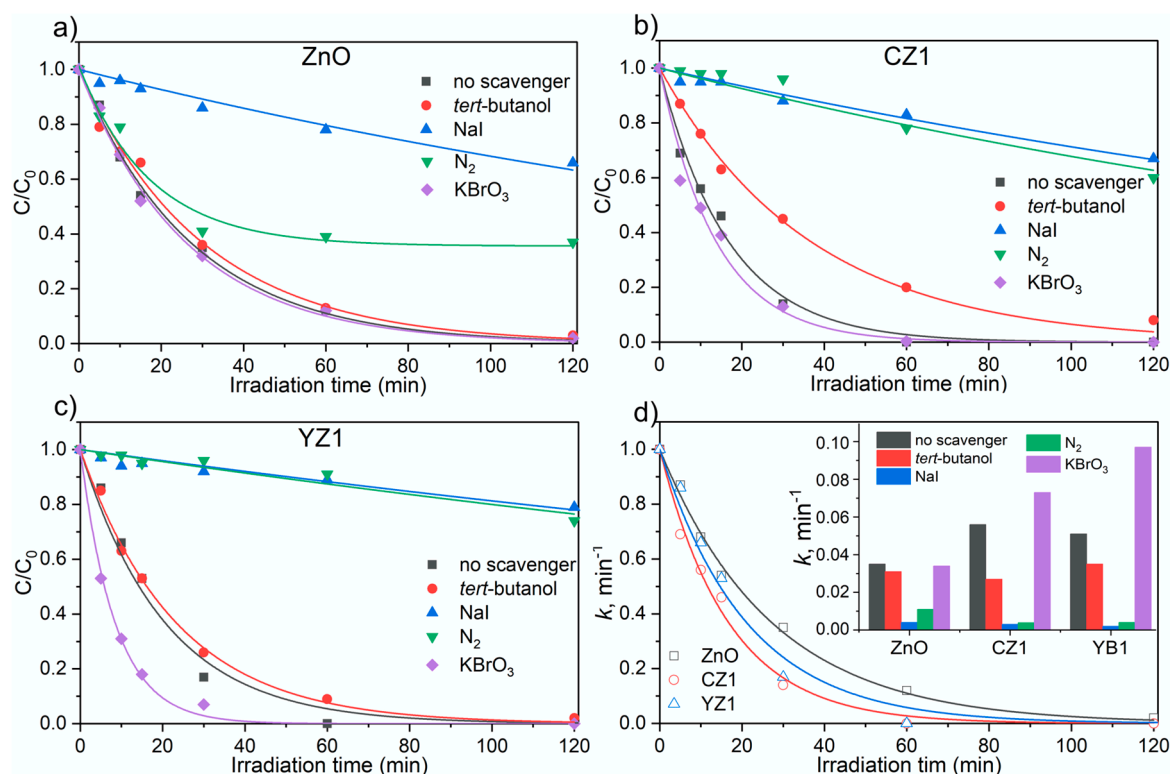 a)
ZnO
C/C0
1.0
0.8
0.6
0.4
0.2
0.0
no scavenger
tert-butanol
NaI
N2
KBrO3
0 20 40 60 80 100 120
Irradiation time (min)
b)
CZ1
C/C0
1.0
0.8
0.6
0.4
0.2
0.0
no scavenger
tert-butanol
NaI
N2
KBrO3
0 20 40 60 80 100 120
Irradiation time (min)
c)
YZ1
C/C0
1.0
0.8
0.6
0.4
0.2
0.0
no scavenger
tert-butanol
NaI
N2
KBrO3
0 20 40 60 80 100 120
Irradiation time (min)
d)
k, min-1
1.0
0.8
0.6
0.4
0.2
0.0
ZnO
CZ1
YZ1
0 20 40 60 80 100 120
Irradiation tim (min)
k, min-1
0.10
0.08
0.06
0.04
0.02
0.00
no scavenger
tert-butanol
NaI
N2
KBrO3
ZnO CZ1 YB1